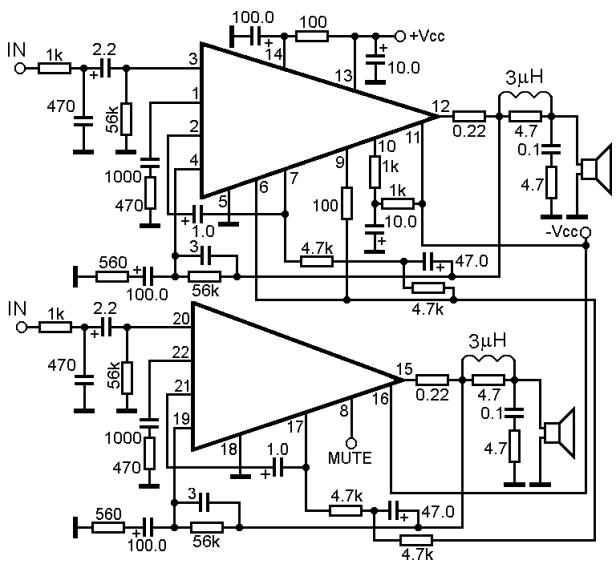 100.0 100 +Vcc
14
IN 1k 2.2 + 3 13 + 10.0
3µH
470 56k 1 12
2 11 0.22 4.7
1000 4 10 0.1
9 1k
470 5 6 7 1k 4.7
+ 1.0 100 10.0 + -Vcc
3 4.7k 47.0 +
560 + 100.0 56k 4.7k
IN 1k 2.2 + 20
3µH
470 56k 22 15
21 16 0.22 4.7
1000 19 8 0.1
17
470 18 1.0 + MUTE 4.7
3 4.7k 47.0 +
560 + 100.0 56k 4.7k